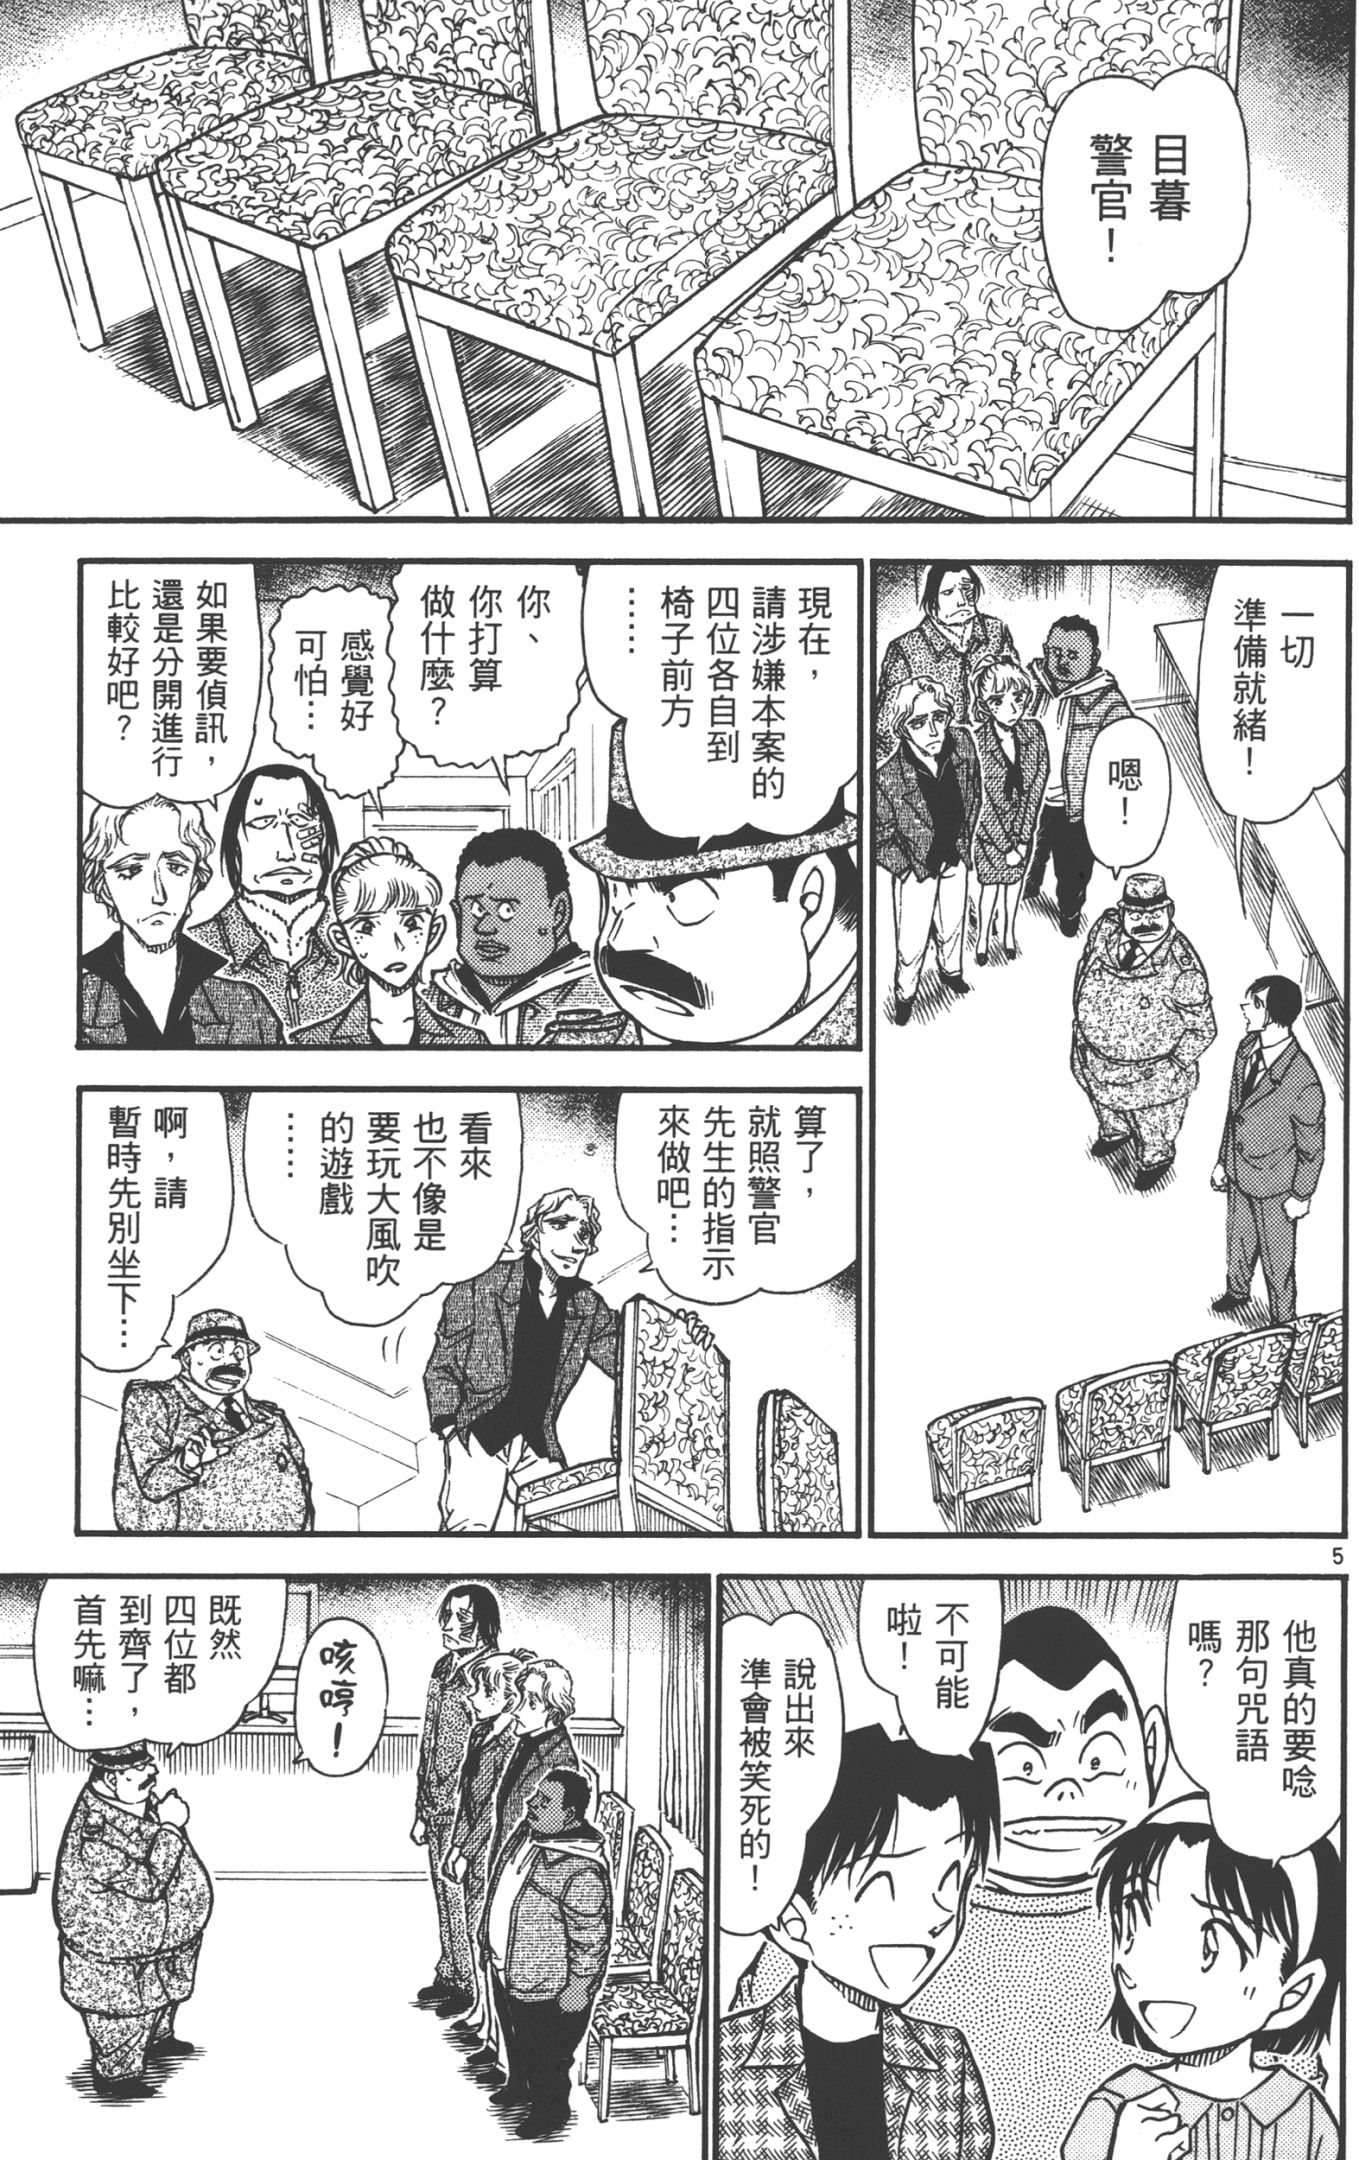 目暮
警官！
一切
準備就緒！
嗯！
現在，
請涉嫌本案的
四位各自到
椅子前方
……
你、
你打算
做什麼？
感覺好
可怕…
如果要偵訊，
還是分開進行
比較好吧？
算了，
就照警官
先生的指示
來做吧…
看來
也不像是
要玩大風吹
的遊戲
……
啊，請
暫時先別坐下…
5
他真的要唸
那句咒語
嗎？
不可能
啦！
說出來
準會被笑死的！
咳哼！
既然
四位都
到齊了，
首先嘛…